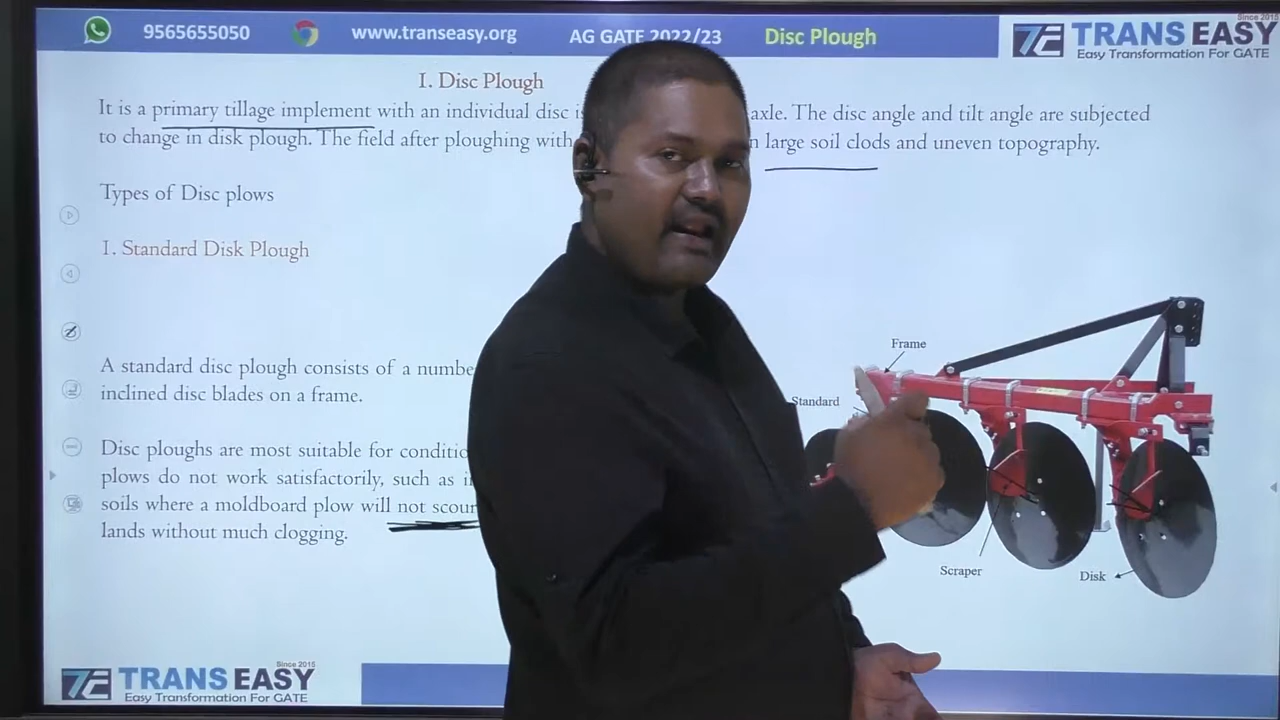 9565655050
www.transeasy.org
AG GATE 2022/23
Disc Plough
Since 2015
TRANS EASY
Easy Transformation For GATE
I. Disc Plough
It is a primary tillage implement with an individual disc axle. The disc angle and tilt angle are subjected
to change in disk plough. The field after ploughing with large soil clods and uneven topography.
Types of Disc plows
I. Standard Disk Plough
A standard disc plough consists of a
inclined disc blades on a frame.
Disc ploughs are most suitable for
plows do not work satisfactorily, such as
soils where a moldboard plow will not scour
lands without much clogging.
Frame
Standard
Scraper
Disk
Since 2015
TRANS EASY
Easy Transformation For GATE